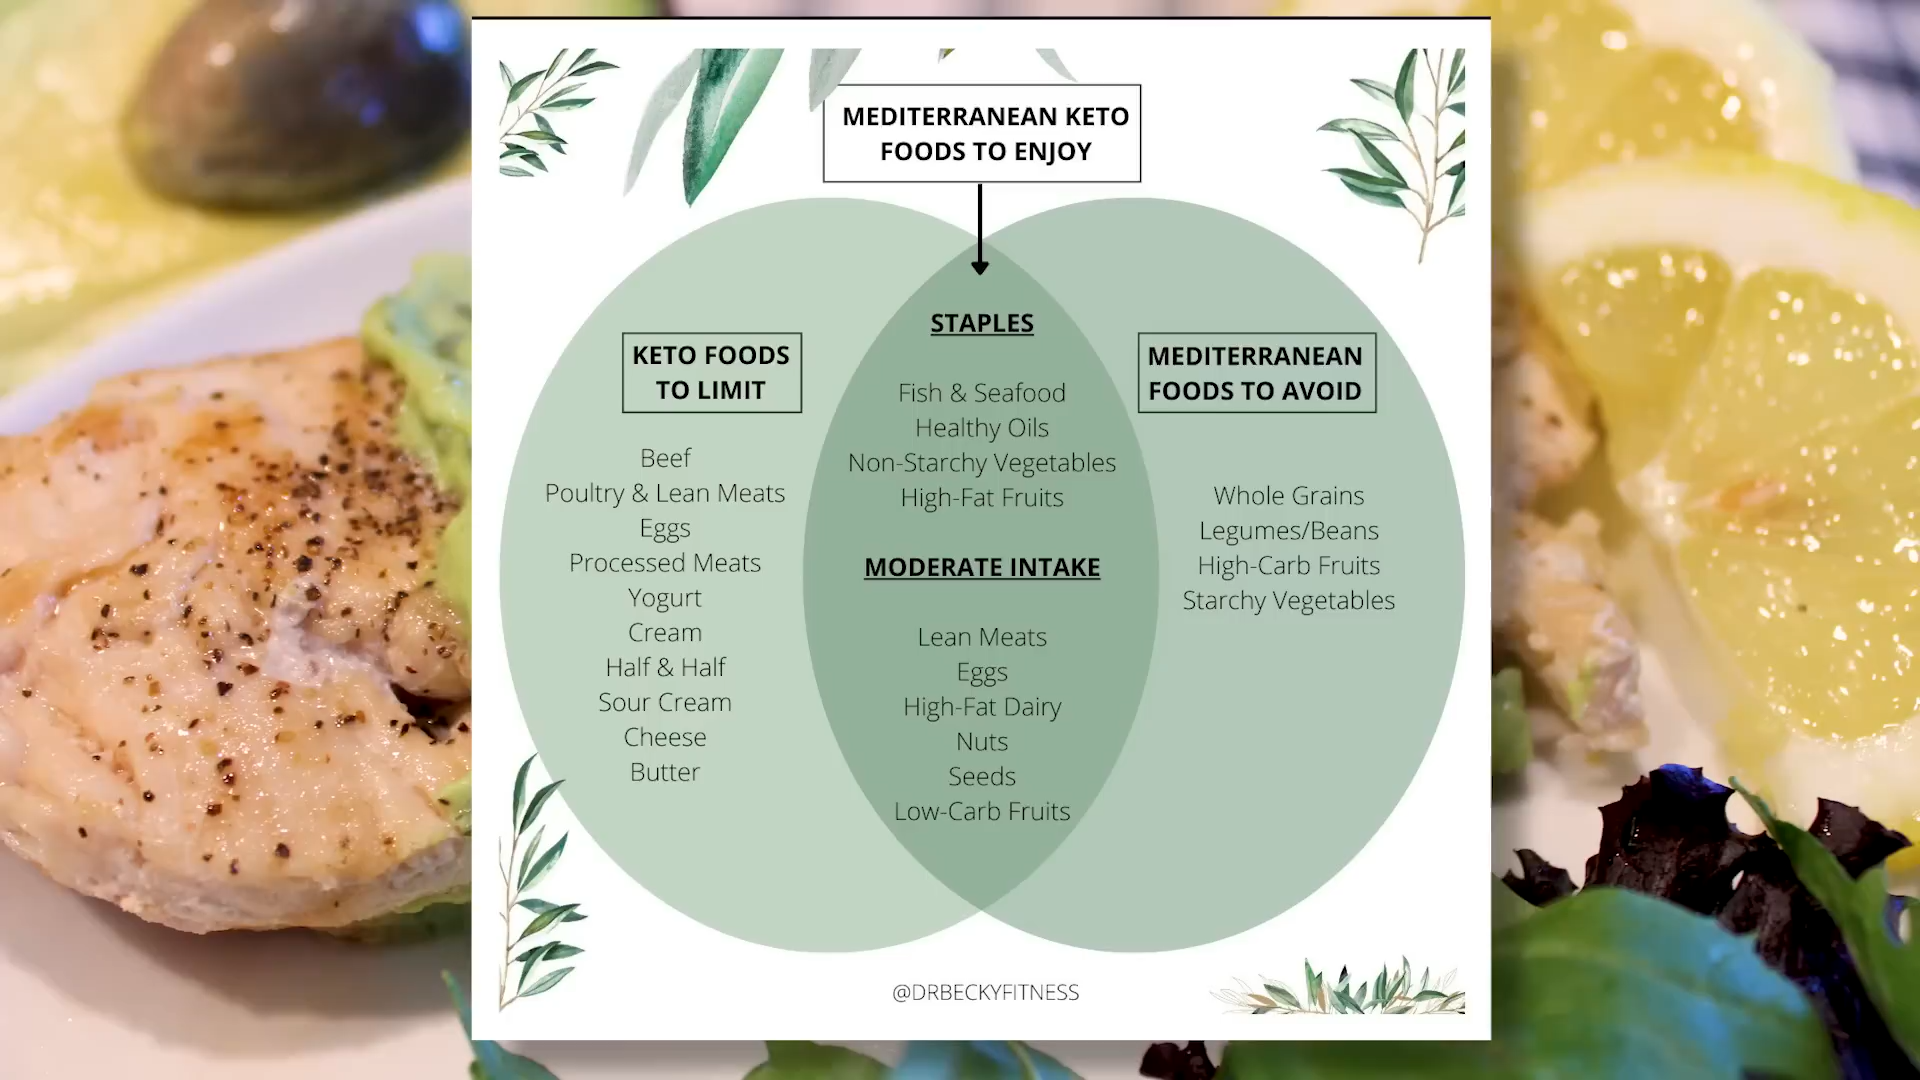 MEDITERRANEAN KETO
FOODS TO ENJOY
KETO FOODS
TO LIMIT
Beef
Poultry & Lean Meats
Eggs
Processed Meats
Yogurt
Cream
Half & Half
Sour Cream
Cheese
Butter
STAPLES
Fish & Seafood
Healthy Oils
Non-Starchy Vegetables
High-Fat Fruits
MODERATE INTAKE
Lean Meats
Eggs
High-Fat Dairy
Nuts
Seeds
Low-Carb Fruits
MEDITERRANEAN
FOODS TO AVOID
Whole Grains
Legumes/Beans
High-Carb Fruits
Starchy Vegetables
@DRBECKYFITNESS